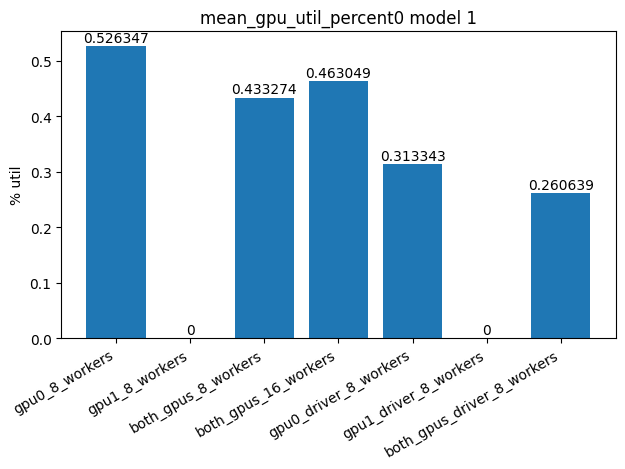 mean_gpu_util_percent0 model 1
% util
0.5
0.4
0.3
0.2
0.1
0.0
0.526347
0
0.433274
0.463049
0.313343
0
0.260639
gpu0_8_workers
gpu1_8_workers
both_gpus_8_workers
both_gpus_16_workers
gpu0_driver_8_workers
gpu1_driver_8_workers
both_gpus_driver_8_workers